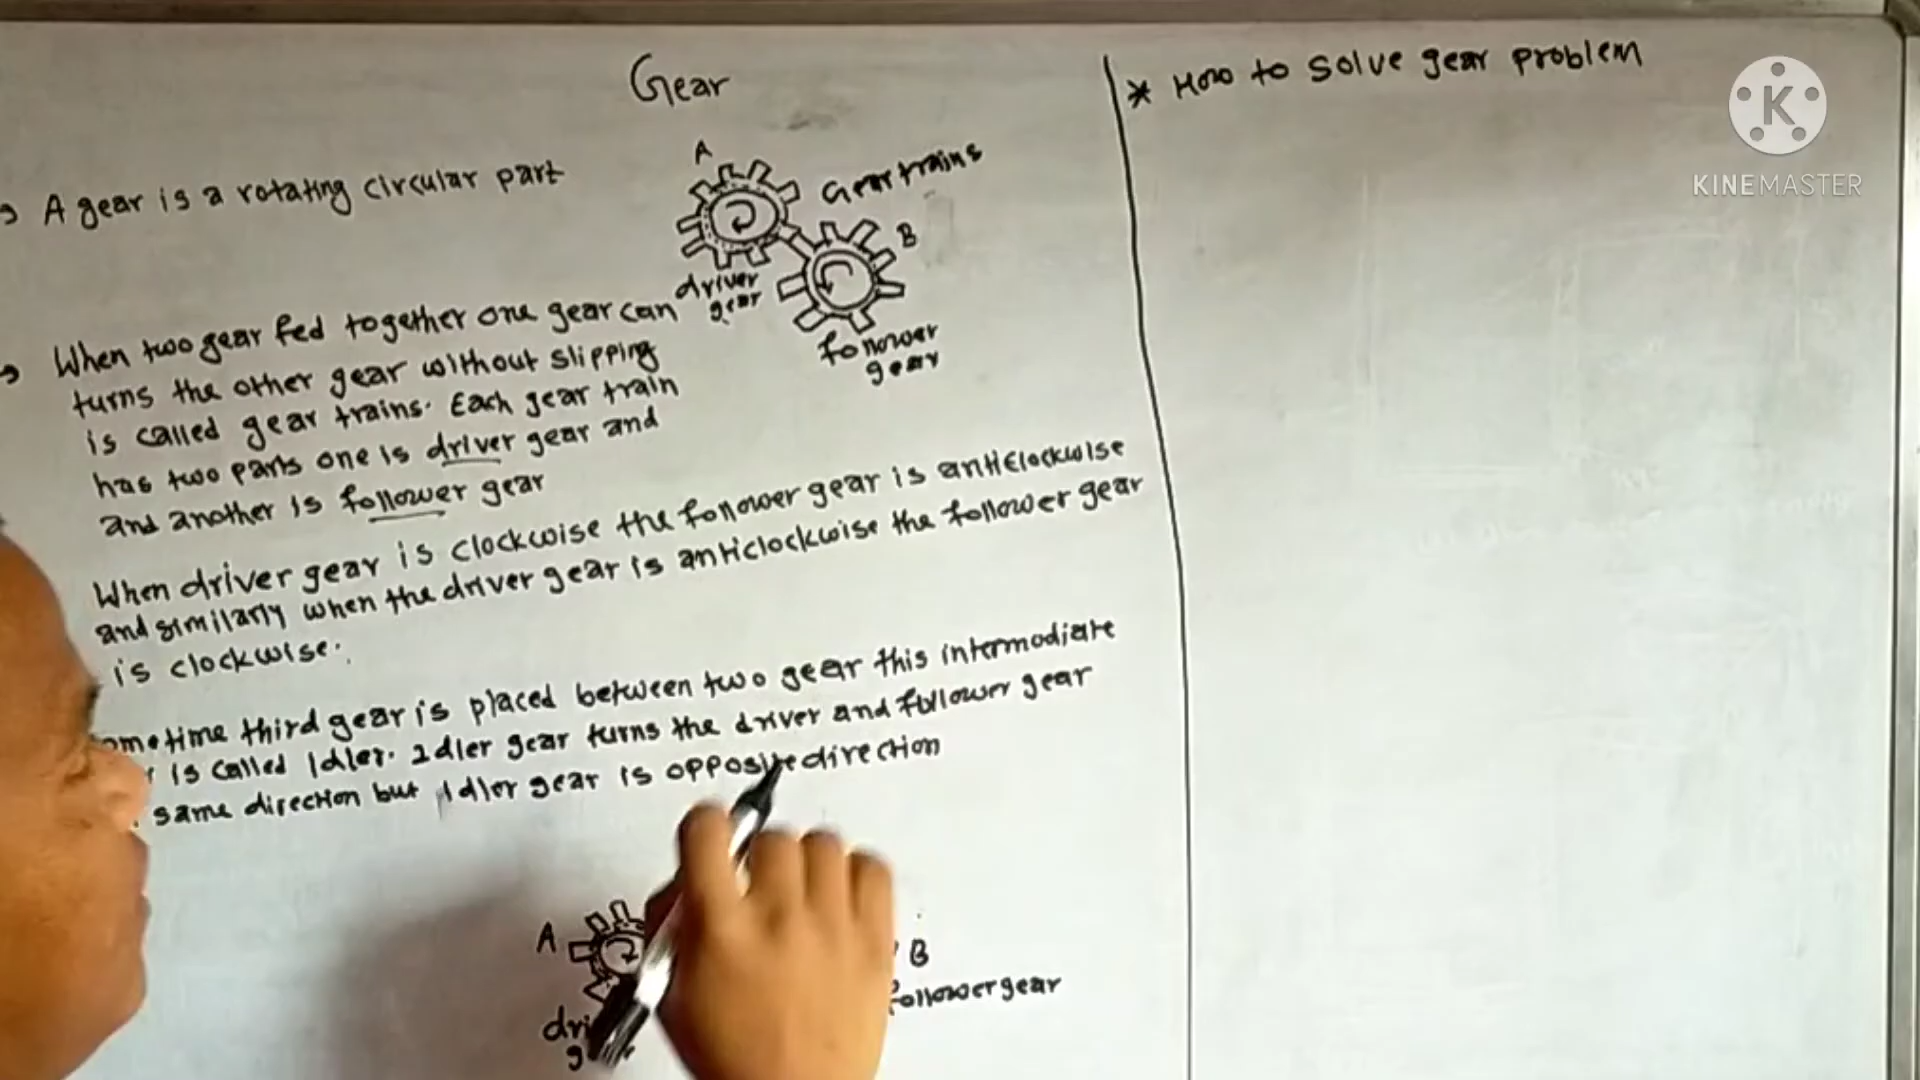 Gear
A gear is a rotating circular part
A
Gear trains
B
driver
gear
follower
gear
When two gear fed together one gear can
turns the other gear without slipping
is called gear trains. Each gear train
has two parts one is driver gear and
and another is follower gear
When driver gear is clockwise the follower gear is anticlockwise
and similarly when the driver gear is anticlockwise the follower gear
is clockwise.
ometime third gear is placed between two gear this intermodiate
r is called Idler. Idler gear turns the driver and follower gear
same direction but Idler gear is opposite direction
A
B
dri
followergear
* How to solve gear problem
K
KINEMASTER